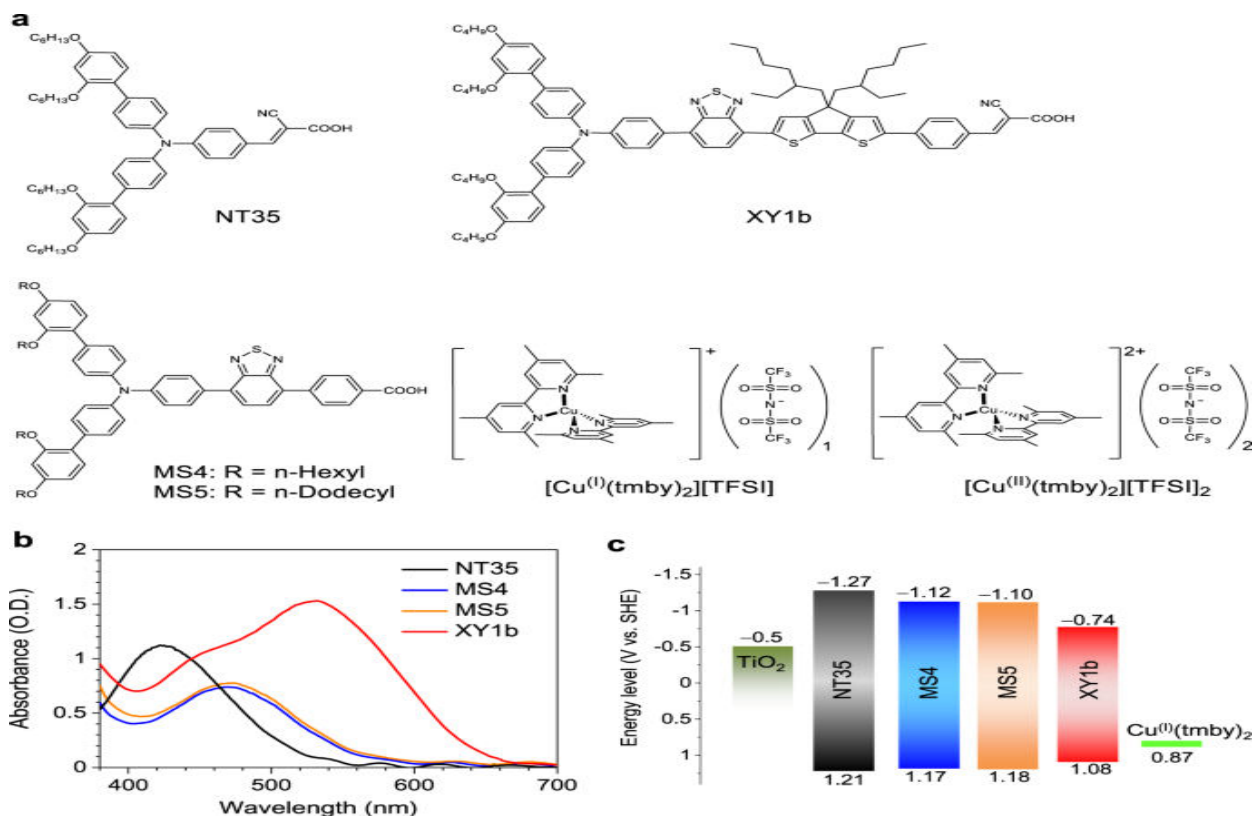 a
C₆H₁₃O
C₆H₁₃O
N
NC
COOH
C₆H₁₃O
C₆H₁₃O
NT35
C₄H₉O
C₄H₉O
N
S
N
N
S
S
NC
COOH
C₄H₉O
C₄H₉O
XY1b
RO
RO
N
S
N
N
COOH
RO
RO
MS4: R = n-Hexyl
MS5: R = n-Dodecyl
+
N
N
Cu
N
N
CF₃
O=S=O
N⁻
O=S=O
CF₃
1
[Cu⁽ᴵ⁾(tmby)₂][TFSI]
2+
N
N
Cu
N
N
CF₃
O=S=O
N⁻
O=S=O
CF₃
2
[Cu⁽ᴵᴵ⁾(tmby)₂][TFSI]₂
b
Absorbance (O.D.)
2
1.5
1
0.5
0
400
500
600
700
Wavelength (nm)
NT35
MS4
MS5
XY1b
c
Energy level (V vs. SHE)
-1.5
-1
-0.5
0
0.5
1
−0.5
TiO₂
−1.27
NT35
1.21
−1.12
MS4
1.17
−1.10
MS5
1.18
−0.74
XY1b
1.08
Cu⁽ᴵ⁾(tmby)₂
0.87